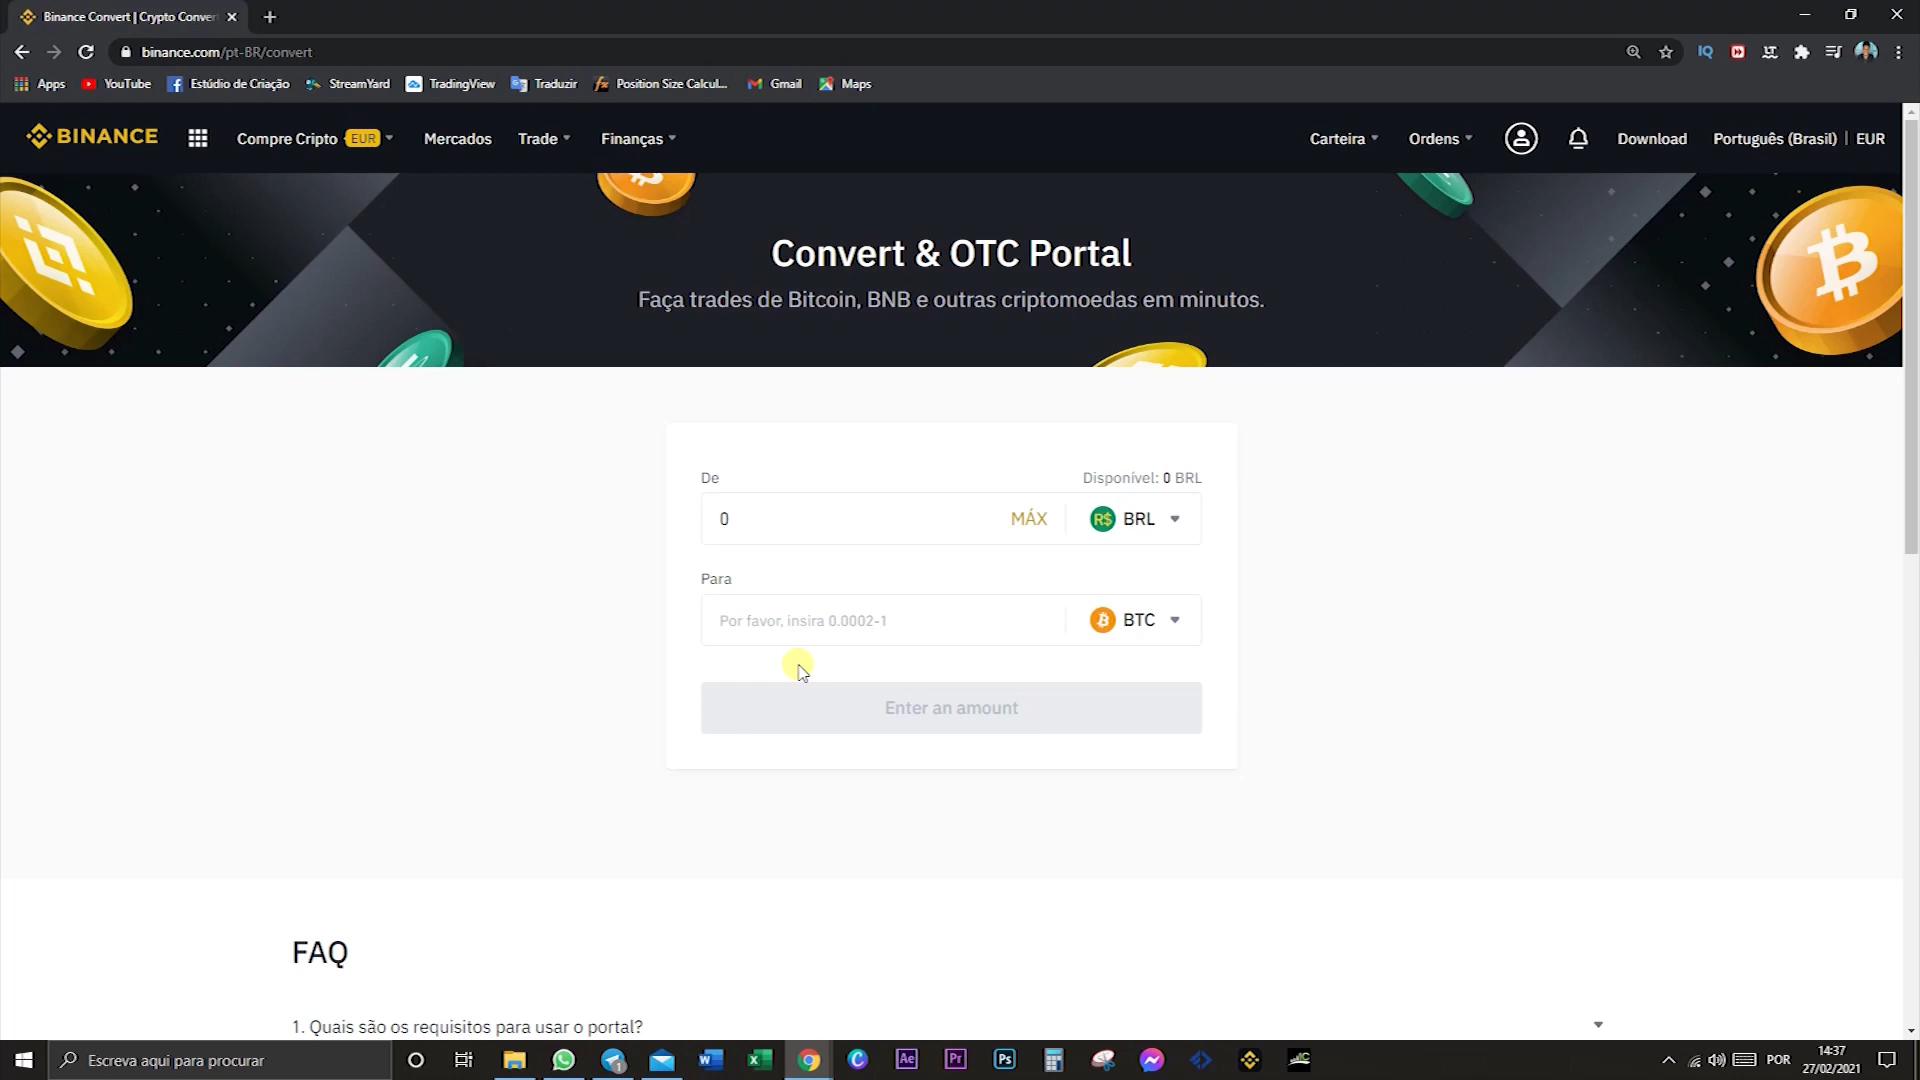 Binance Convert | Crypto Conver
binance.com/pt-BR/convert
Apps YouTube Estúdio de Criação StreamYard TradingView Traduzir Position Size Calcul... Gmail Maps
BINANCE Compre Cripto EUR Mercados Trade Finanças Carteira Ordens Download Português (Brasil) | EUR
Convert & OTC Portal
Faça trades de Bitcoin, BNB e outras criptomoedas em minutos.
De Disponível: 0 BRL
0 MÁX R$ BRL
Para
Por favor, insira 0.0002-1 BTC
Enter an amount
FAQ
1. Quais são os requisitos para usar o portal?
Escreva aqui para procurar POR 14:37
27/02/2021